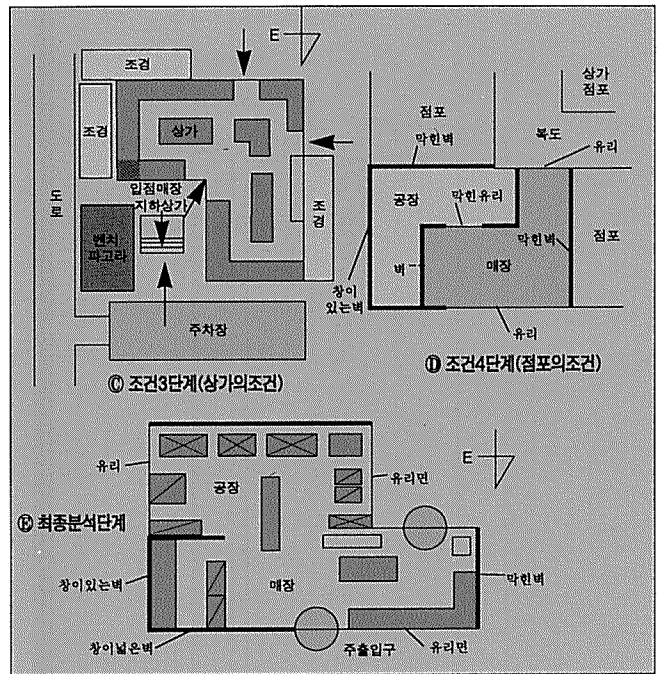 E
조경
조경
상가
입점매장
지하상가
도로
벤치
파고라
조경
주차장
Ⓒ 조건3단계(상가의조건)
상가
점포
점포
복도
막힌벽
유리
공장
막힌유리
막힌벽
점포
벽
매장
창이
있는벽
유리
Ⓓ 조건4단계(점포의조건)
E
유리
공장
유리면
Ⓔ 최종분석단계
창이있는벽
매장
막힌벽
창이넓은벽
주출입구
유리면